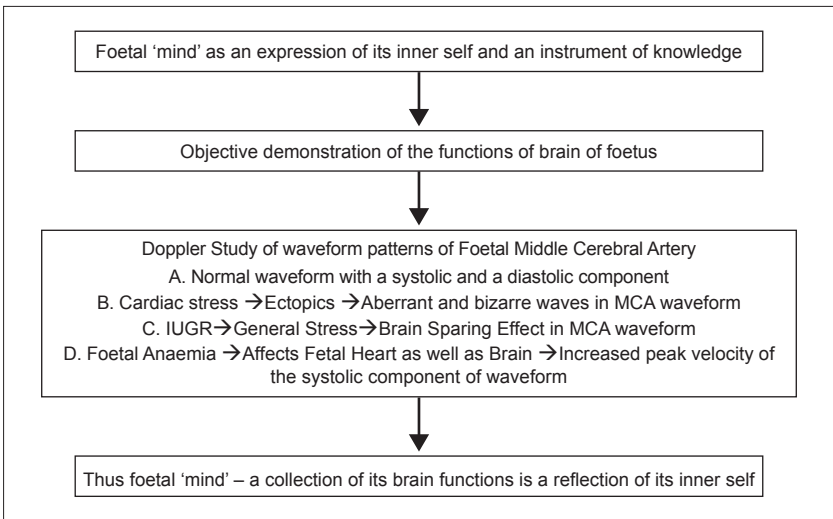 Foetal ‘mind’ as an expression of its inner self and an instrument of knowledge
Objective demonstration of the functions of brain of foetus
Doppler Study of waveform patterns of Foetal Middle Cerebral Artery
A. Normal waveform with a systolic and a diastolic component
B. Cardiac stress →Ectopics →Aberrant and bizarre waves in MCA waveform
C. IUGR→General Stress→Brain Sparing Effect in MCA waveform
D. Foetal Anaemia →Affects Fetal Heart as well as Brain →Increased peak velocity of
the systolic component of waveform
Thus foetal ‘mind’ – a collection of its brain functions is a reflection of its inner self